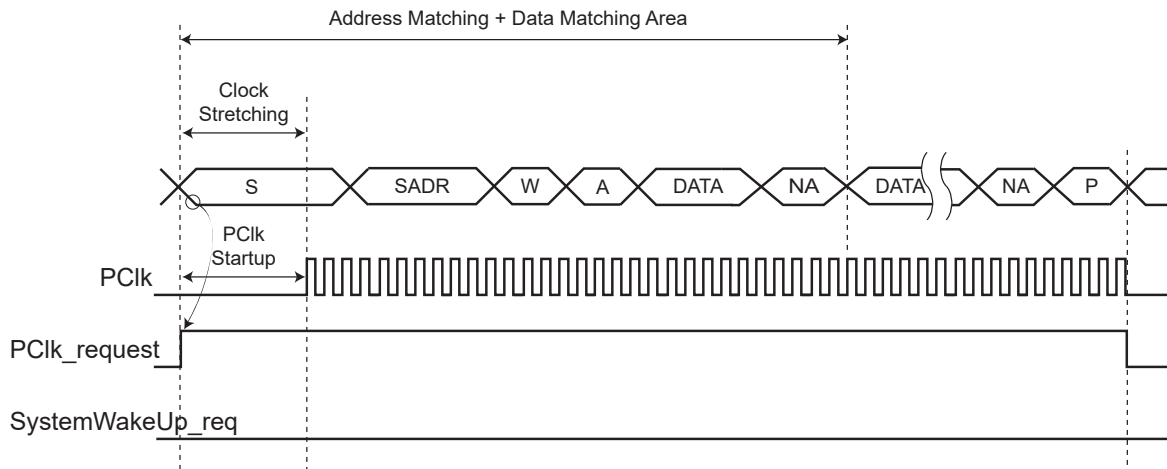 Address Matching + Data Matching Area
Clock
Stretching
S SADR W A DATA NA DATA NA P
PClk
Startup
PClk
PClk_request
SystemWakeUp_req